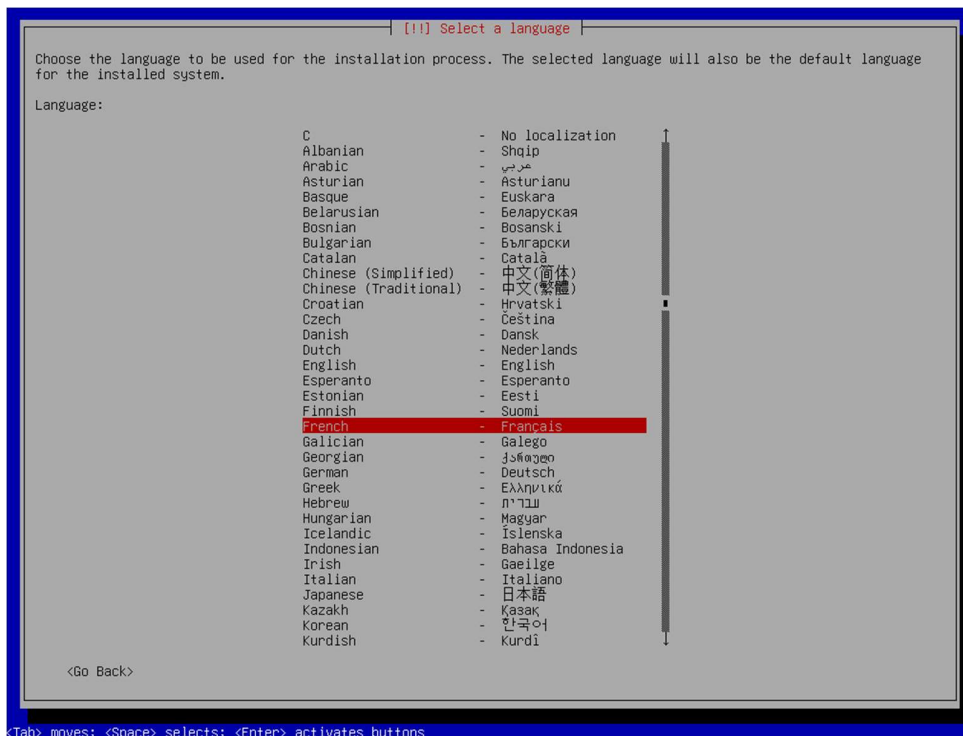 [!!] Select a language
Choose the language to be used for the installation process. The selected language will also be the default language
for the installed system.
Language:
C - No localization
Albanian - Shqip
Arabic - عربي
Asturian - Asturianu
Basque - Euskara
Belarusian - Беларуская
Bosnian - Bosanski
Bulgarian - Български
Catalan - Català
Chinese (Simplified) - 中文(简体)
Chinese (Traditional) - 中文(繁體)
Croatian - Hrvatski
Czech - Čeština
Danish - Dansk
Dutch - Nederlands
English - English
Esperanto - Esperanto
Estonian - Eesti
Finnish - Suomi
French - Français
Galician - Galego
Georgian - ქართული
German - Deutsch
Greek - Ελληνικά
Hebrew - עברית
Hungarian - Magyar
Icelandic - Íslenska
Indonesian - Bahasa Indonesia
Irish - Gaeilge
Italian - Italiano
Japanese - 日本語
Kazakh - Қазақ
Korean - 한국어
Kurdish - Kurdî
<Go Back>
<Tab> moves; <Space> selects; <Enter> activates buttons